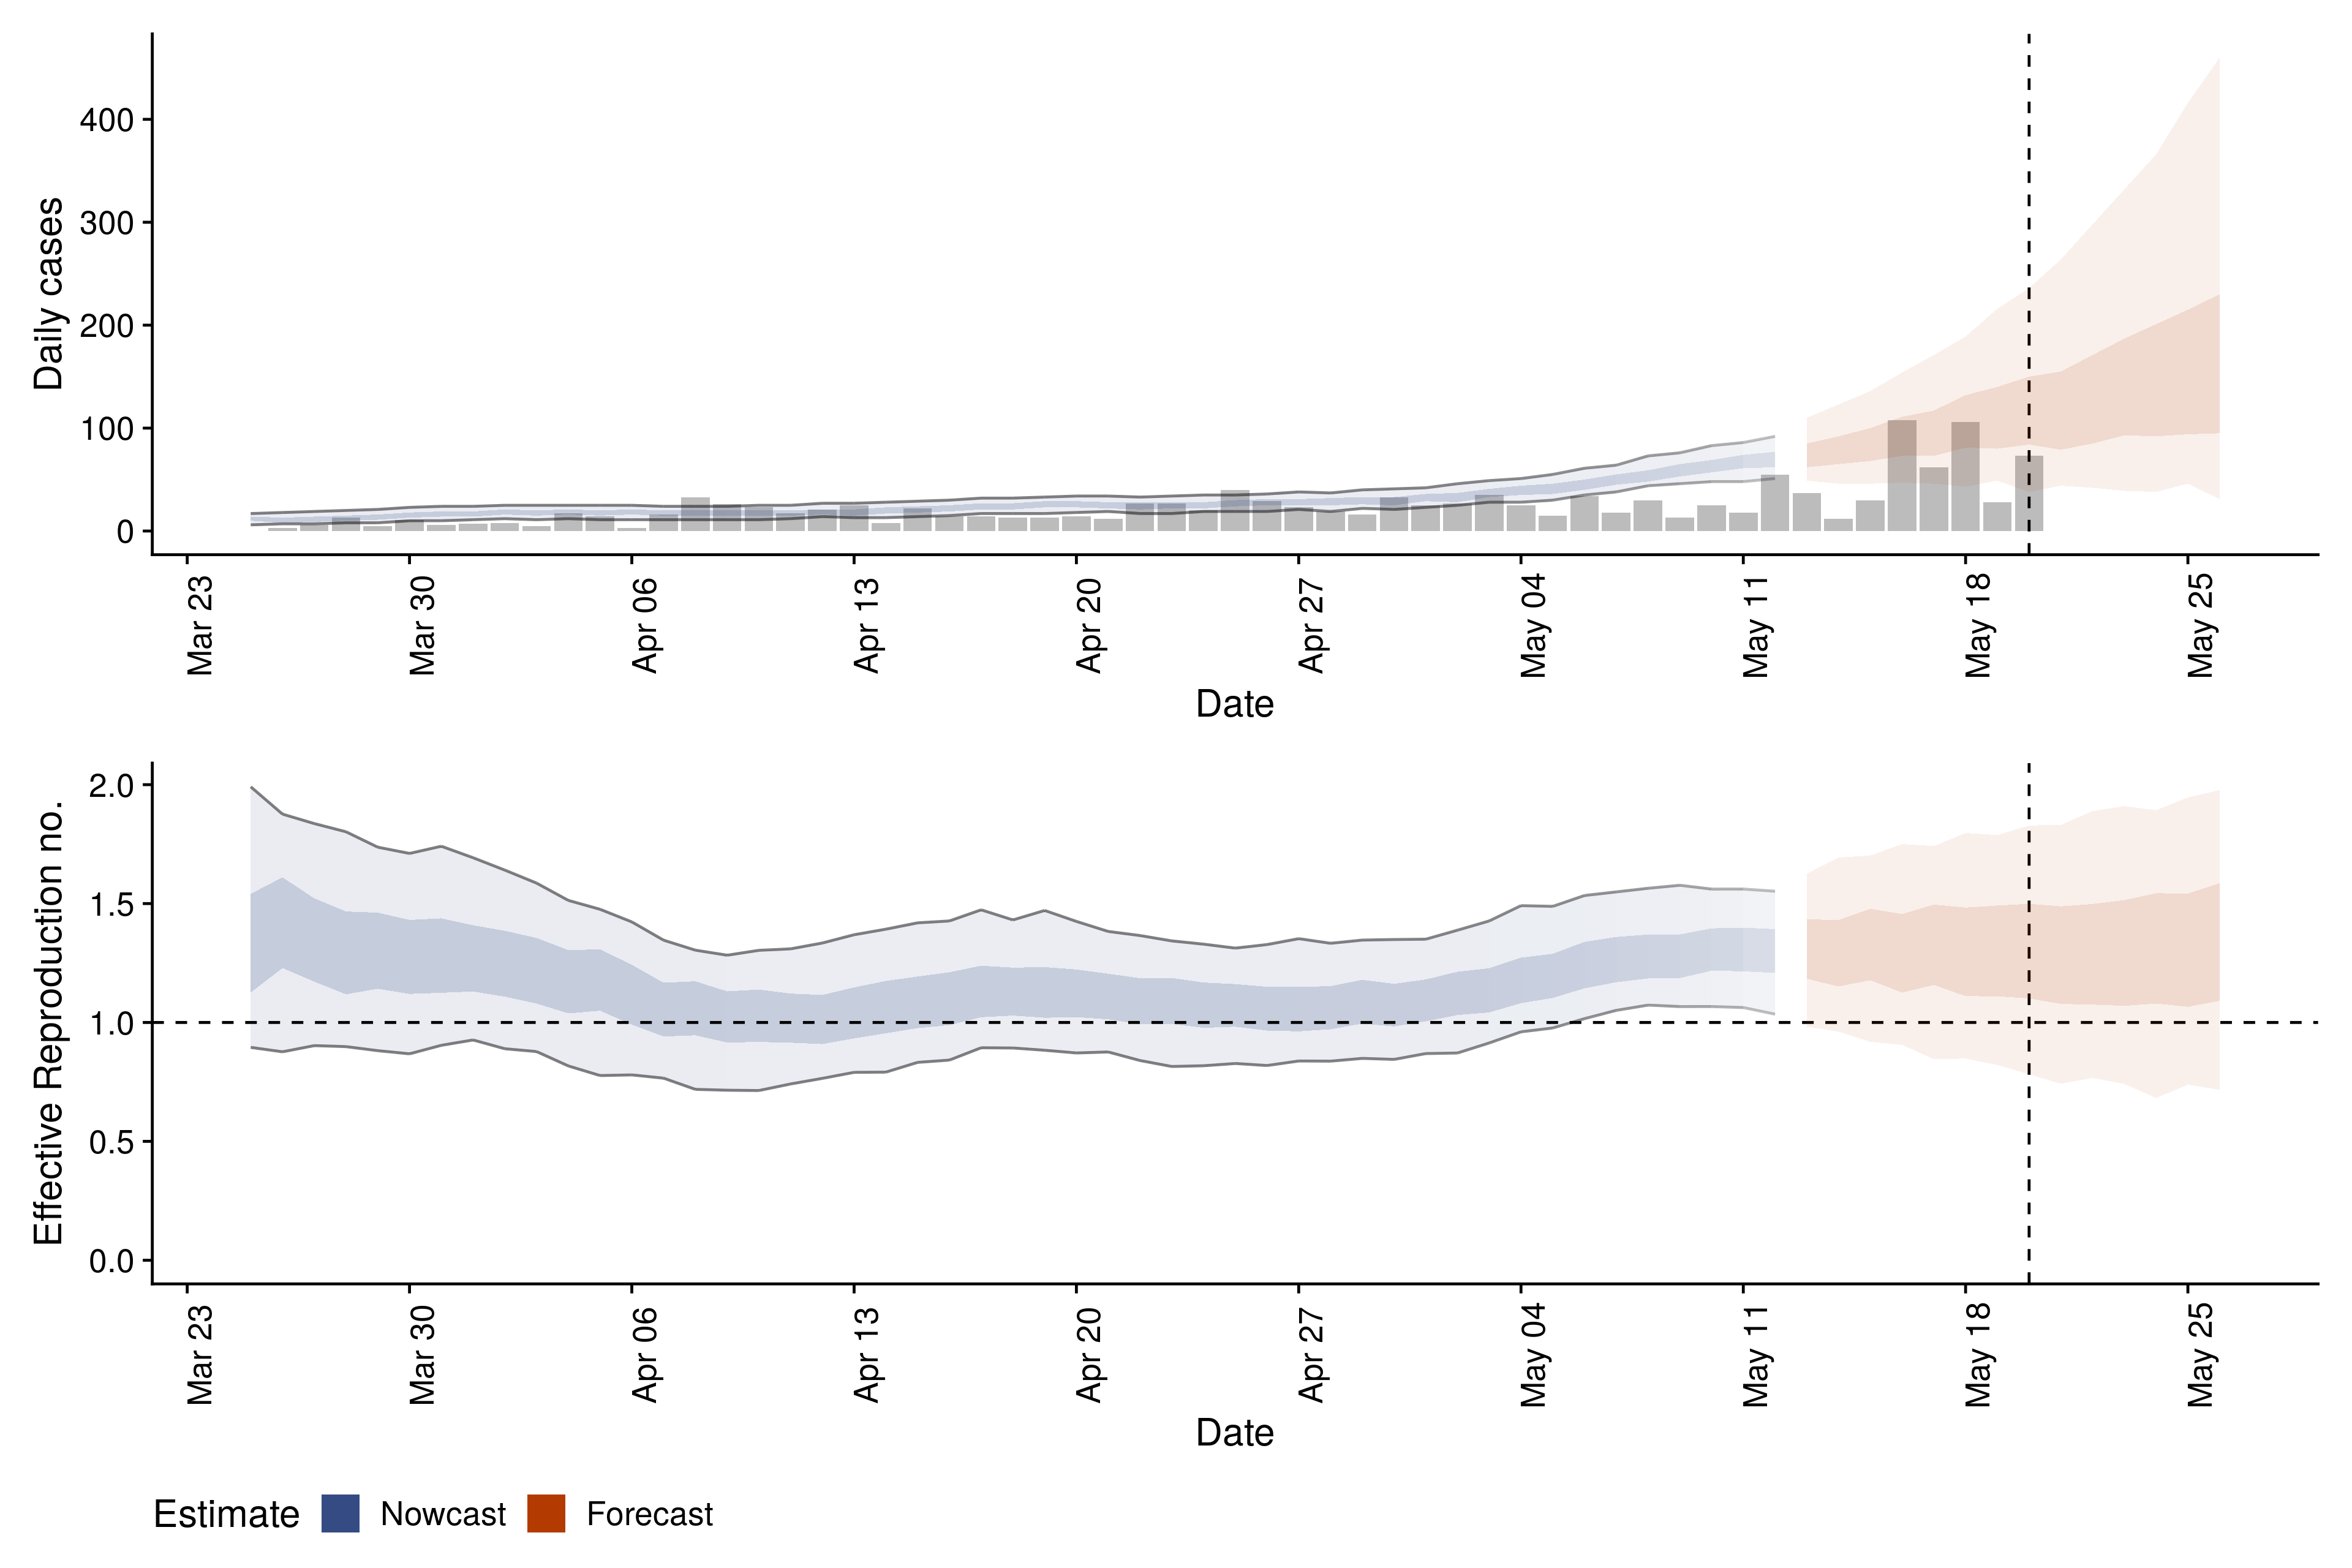 Daily cases
400
300
200
100
0
Mar 23
Mar 30
Apr 06
Apr 13
Apr 20
Apr 27
May 04
May 11
May 18
May 25
Date
Effective Reproduction no.
2.0
1.5
1.0
0.5
0.0
Mar 23
Mar 30
Apr 06
Apr 13
Apr 20
Apr 27
May 04
May 11
May 18
May 25
Date
Estimate Nowcast Forecast